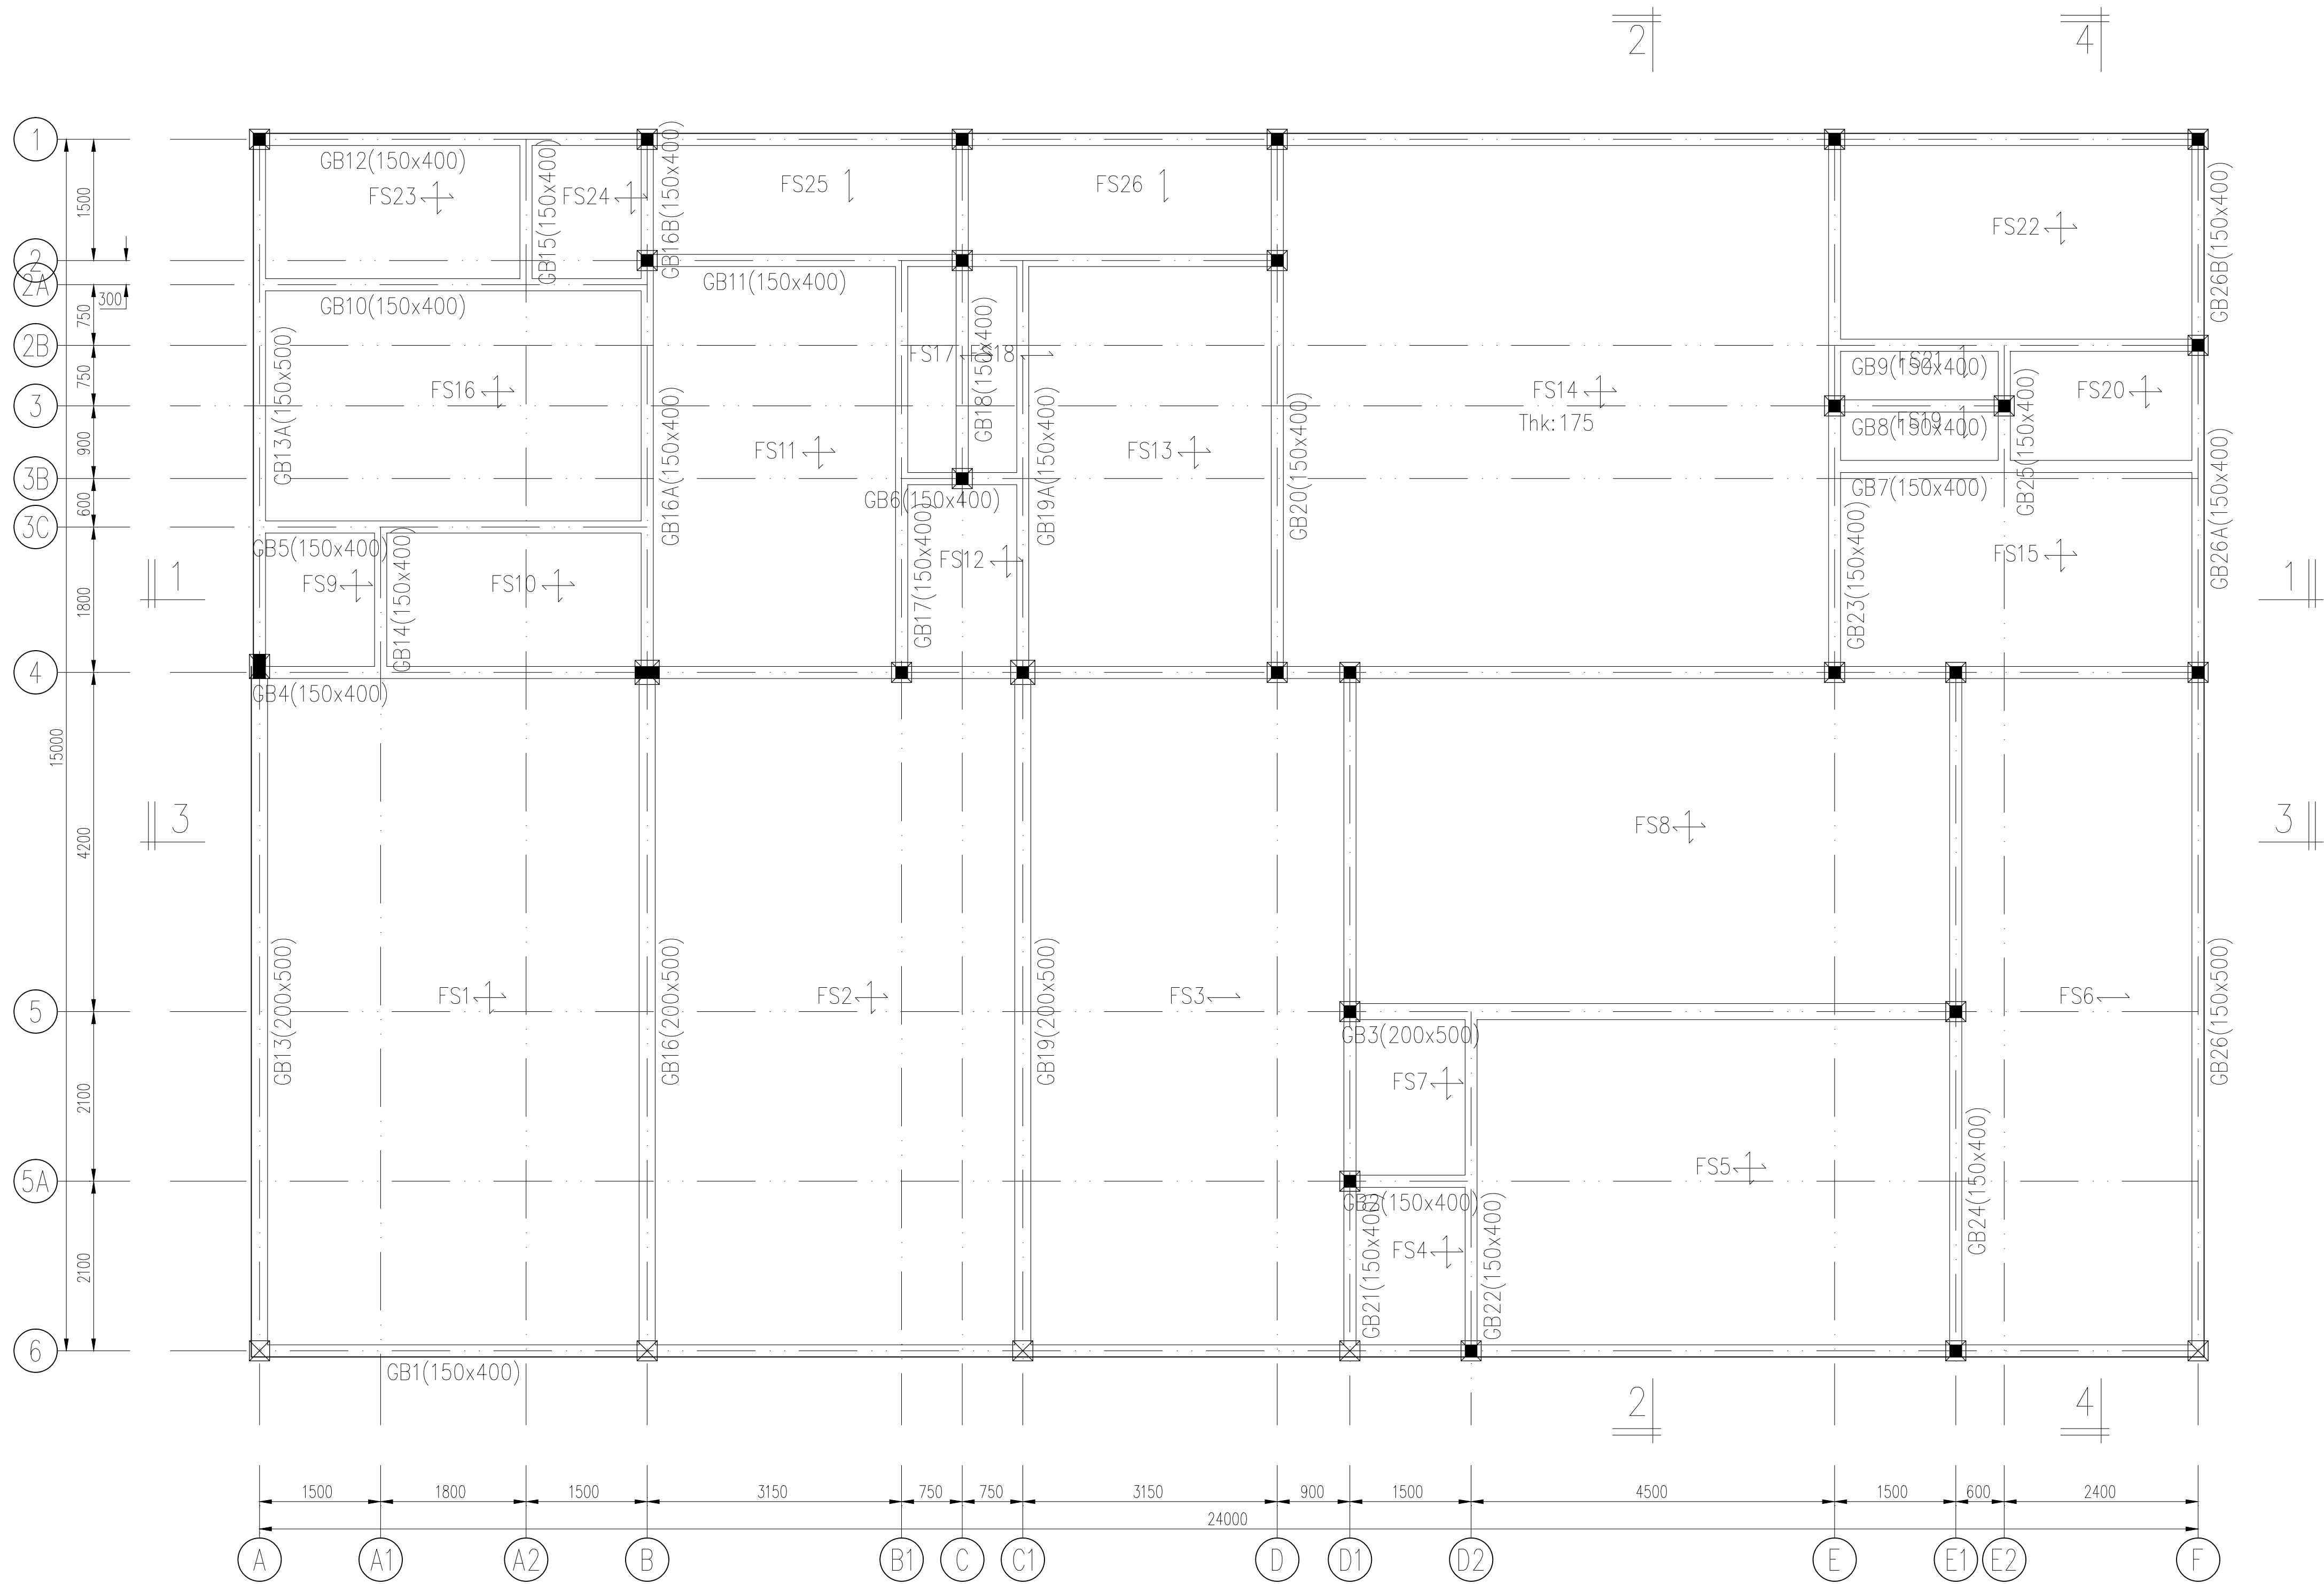 2
4
1
GB12(150x400)
FS23
GB15(150x400)
FS24
GB16B(150x400)
FS25
FS26
GB26B(150x400)
FS22
1500
2
2A
300
GB10(150x400)
GB11(150x400)
750
2B
GB13A(150x500)
FS17
FS18
GB18(150x400)
FS21
GB9(150x400)
750
FS16
FS14
Thk:175
FS20
3
FS19
GB8(150x400)
GB25(150x400)
900
FS11
FS13
GB16A(150x400)
GB19A(150x400)
GB20(150x400)
3B
GB6(150x400)
GB7(150x400)
GB26A(150x400)
600
3C
GB5(150x400)
GB14(150x400)
GB17(150x400)
FS12
GB23(150x400)
FS15
1
FS9
FS10
1
1800
4
GB4(150x400)
15000
3
4200
FS8
3
GB13(200x500)
FS1
GB16(200x500)
FS2
GB19(200x500)
FS3
FS6
GB26(150x500)
5
GB3(200x500)
2100
FS7
5A
GB2(150x400)
FS5
GB24(150x400)
2100
FS4
GB21(150x400)
GB22(150x400)
6
GB1(150x400)
2
4
1500
1800
1500
3150
750
750
3150
900
1500
4500
1500
600
2400
24000
A
A1
A2
B
B1
C
C1
D
D1
D2
E
E1
E2
F